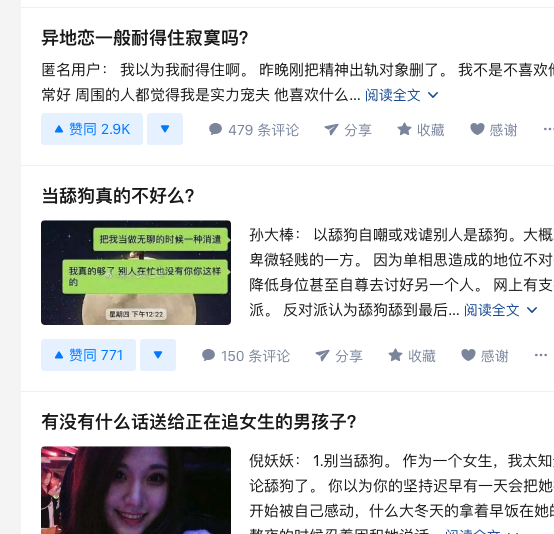 异地恋一般耐得住寂寞吗?
匿名用户： 我以为我耐得住啊。 昨晚刚把精神出轨对象删了。 我不是不喜欢
常好 周围的人都觉得我是实力宠夫 他喜欢什么... 阅读全文
赞同 2.9K 479 条评论 分享 收藏 感谢 ...
当舔狗真的不好么?
把我当做无聊的时候一种消遣
我真的够了 别人在忙也没有你你这样
的
星期四 下午12:22
孙大棒： 以舔狗自嘲或戏谑别人是舔狗。大概
卑微轻贱的一方。 因为单相思造成的地位不对
降低身位甚至自尊去讨好另一个人。 网上有支
派。 反对派认为舔狗舔到最后... 阅读全文
赞同 771 150 条评论 分享 收藏 感谢 ...
有没有什么话送给正在追女生的男孩子?
倪妖妖： 1.别当舔狗。 作为一个女生，我太知
论舔狗了。 你以为你的坚持迟早有一天会把她
开始被自己感动，什么大冬天的拿着早饭在她的